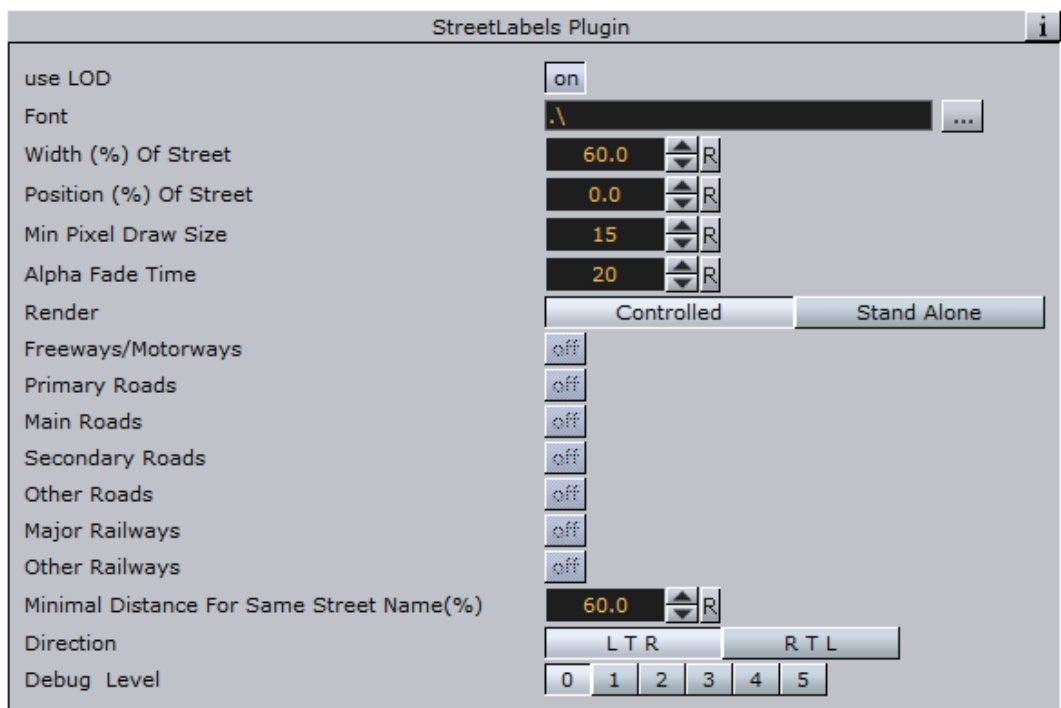 StreetLabels Plugin i
use LOD on
Font .\ ...
Width (%) Of Street 60.0 R
Position (%) Of Street 0.0 R
Min Pixel Draw Size 15 R
Alpha Fade Time 20 R
Render Controlled Stand Alone
Freeways/Motorways off
Primary Roads off
Main Roads off
Secondary Roads off
Other Roads off
Major Railways off
Other Railways off
Minimal Distance For Same Street Name(%) 60.0 R
Direction L T R R T L
Debug Level 0 1 2 3 4 5